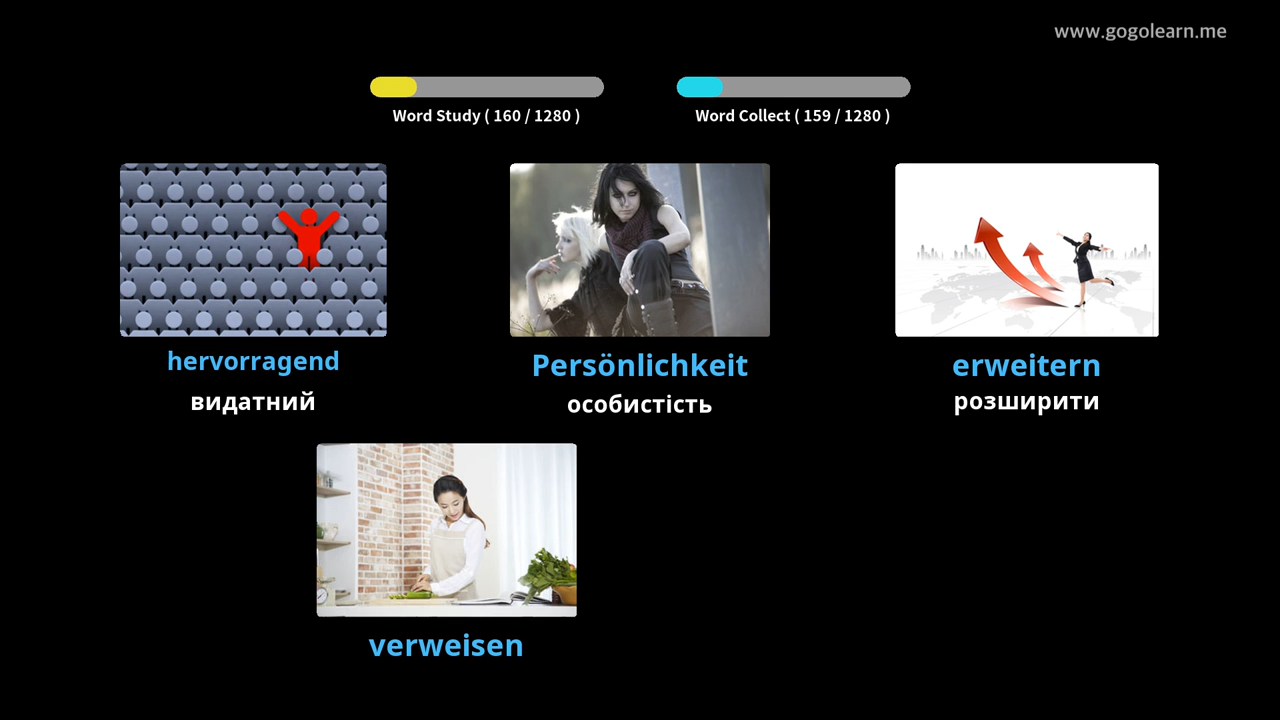 www.gogolearn.me
Word Study ( 160 / 1280 )
Word Collect ( 159 / 1280 )
hervorragend
видатний
Persönlichkeit
особистість
erweitern
розширити
verweisen